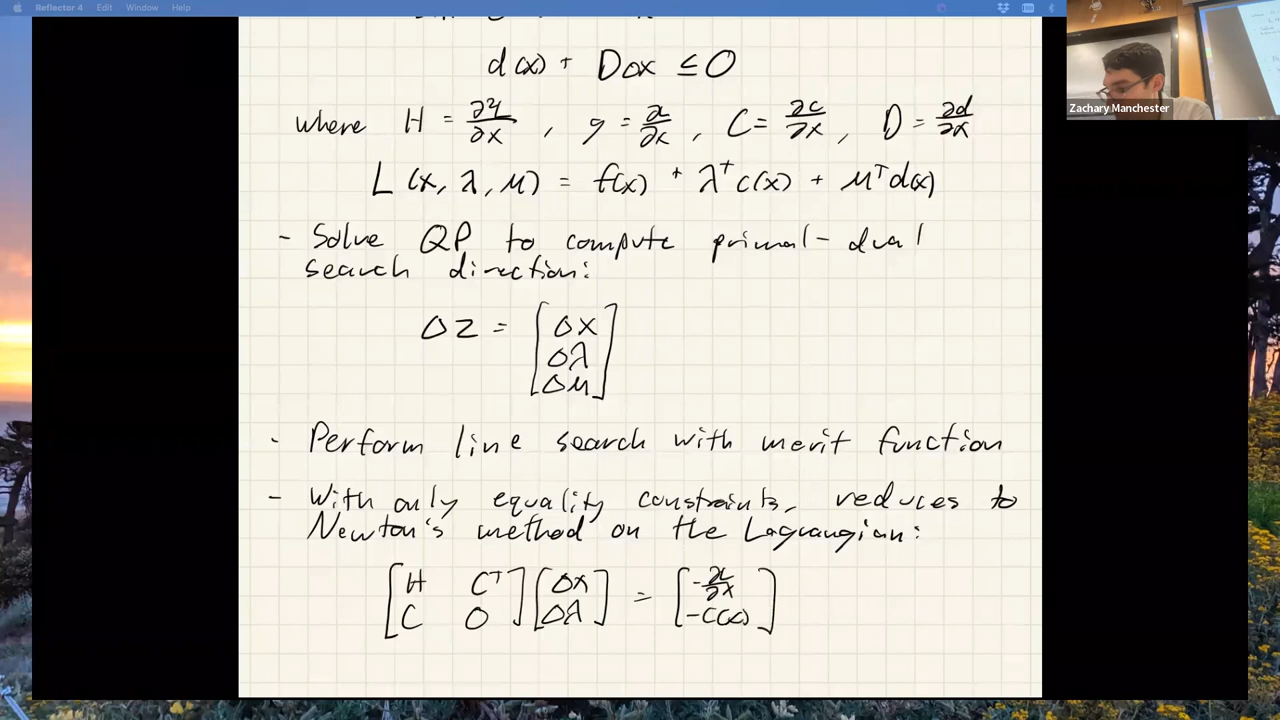 Reflector 4 Edit Window Help
Zachary Manchester
d(x) + DΔx ≤ 0
where H = ∂²L/∂x² , g = ∂L/∂x , C = ∂c/∂x , D = ∂d/∂x
L(x, λ, μ) = f(x) + λᵀc(x) + μᵀd(x)
- Solve QP to compute primal-dual
search direction:
Δz = [Δx
Δλ
Δμ]
- Perform line search with merit function
- With only equality constraints, reduces to
Newton's method on the Lagrangian:
[H Cᵀ] [Δx] = [-∂L/∂x]
[C 0] [Δλ] [-c(x)]